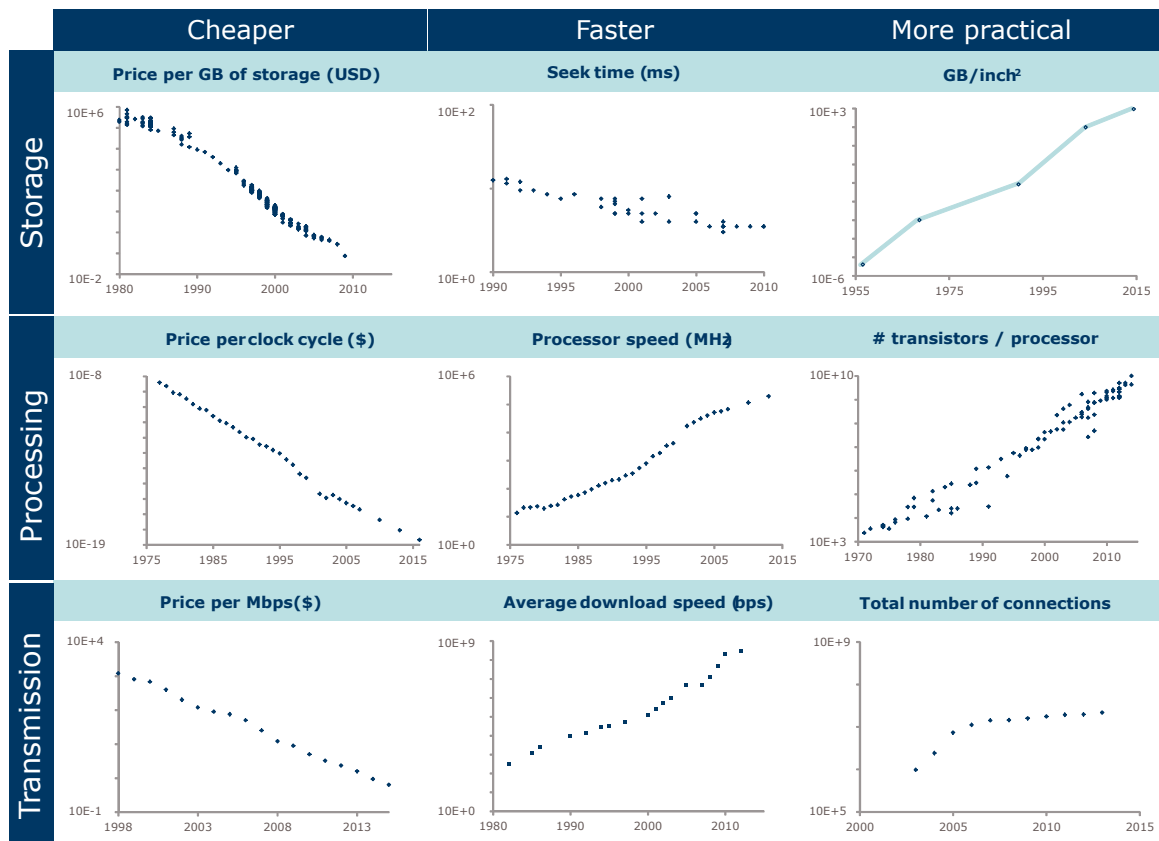 Cheaper
Faster
More practical
Storage
Price per GB of storage (USD)
Seek time (ms)
GB/inch²
10E+6
10E-2
1980 1990 2000 2010
10E+2
10E+0
1990 1995 2000 2005 2010
10E+3
10E-6
1955 1975 1995 2015
Processing
Price per clock cycle ($)
Processor speed (MHz)
# transistors / processor
10E-8
10E-19
1975 1985 1995 2005 2015
10E+6
10E+0
1975 1985 1995 2005 2015
10E+10
10E+3
1970 1980 1990 2000 2010
Transmission
Price per Mbps($)
Average download speed (bps)
Total number of connections
10E+4
10E-1
1998 2003 2008 2013
10E+9
10E+0
1980 1990 2000 2010
10E+9
10E+5
2000 2005 2010 2015